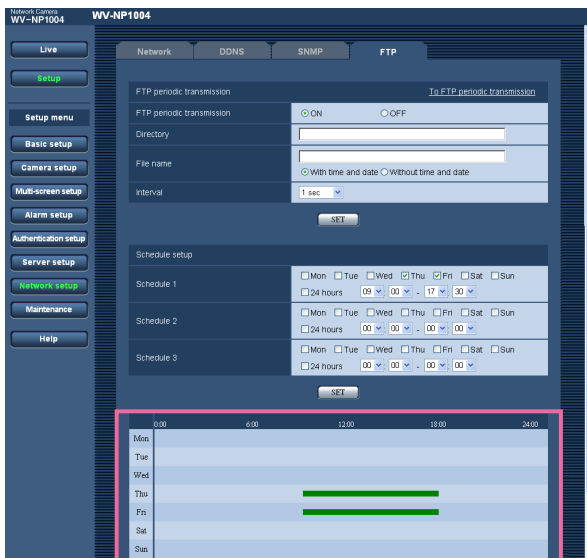 Network Camera
WV-NP1004
WV-NP1004
Live
Setup
Setup menu
Basic setup
Camera setup
Multi-screen setup
Alarm setup
Authentication setup
Server setup
Network setup
Maintenance
Help
Network DDNS SNMP FTP
FTP periodic transmission To FTP periodic transmission
FTP periodic transmission ON OFF
Directory
File name
With time and date Without time and date
Interval 1 sec
SET
Schedule setup
Schedule 1
Mon Tue Wed Thu Fri Sat Sun
24 hours 09 : 00 - 17 : 30
Schedule 2
Mon Tue Wed Thu Fri Sat Sun
24 hours 00 : 00 - 00 : 00
Schedule 3
Mon Tue Wed Thu Fri Sat Sun
24 hours 00 : 00 - 00 : 00
SET
0:00 6:00 12:00 18:00 24:00
Mon
Tue
Wed
Thu
Fri
Sat
Sun